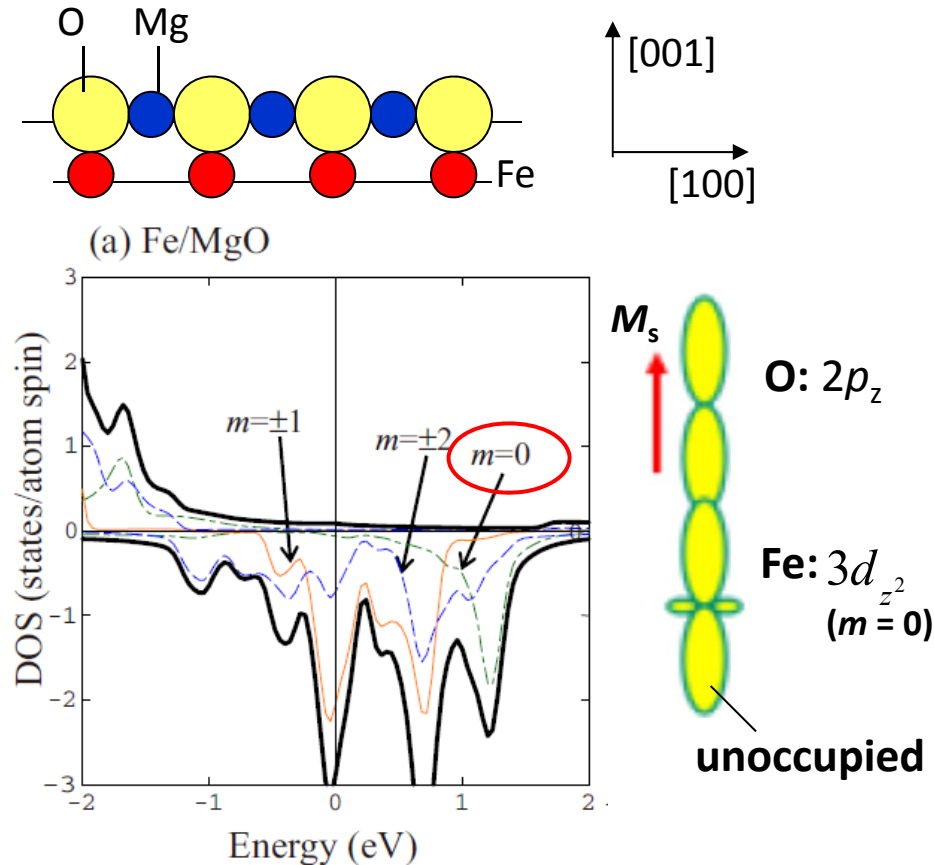 O Mg
[001]
Fe
[100]
(a) Fe/MgO
3
2
1
0
-1
-2
-3
-2 -1 0 1 2
DOS (states/atom spin)
Energy (eV)
m=±1
m=±2
m=0
Ms
O: 2pz
Fe: 3dz²
(m = 0)
unoccupied